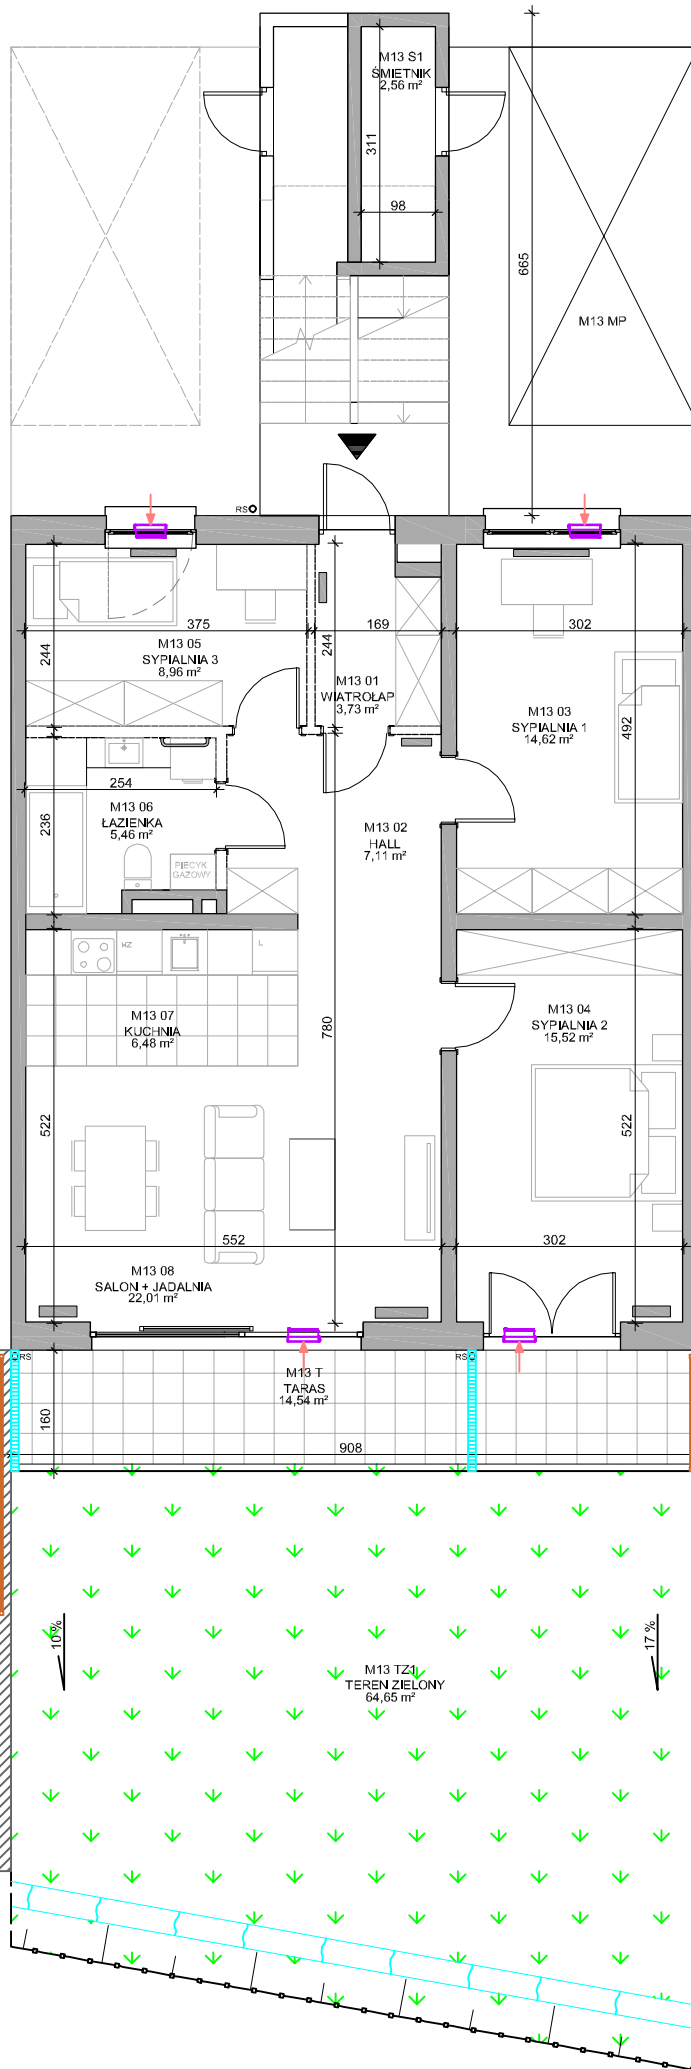 M13 S1
ŚMIETNIK
2,56 m²
311
98
665
M13 MP
RS
375
169
302
244
244
M13 05
SYPIALNIA 3
8,96 m²
M13 01
WIATROŁAP
3,73 m²
M13 03
SYPIALNIA 1
14,62 m²
492
254
236
M13 06
ŁAZIENKA
5,46 m²
M13 02
HALL
7,11 m²
PIECYK
GAZOWY
WZ
L
M13 07
KUCHNIA
6,48 m²
780
M13 04
SYPIALNIA 2
15,52 m²
522
522
552
302
M13 08
SALON + JADALNIA
22,01 m²
RS
RS
M13 T
TARAS
14,54 m²
160
908
10 %
17 %
M13 TZ1
TEREN ZIELONY
64,65 m²